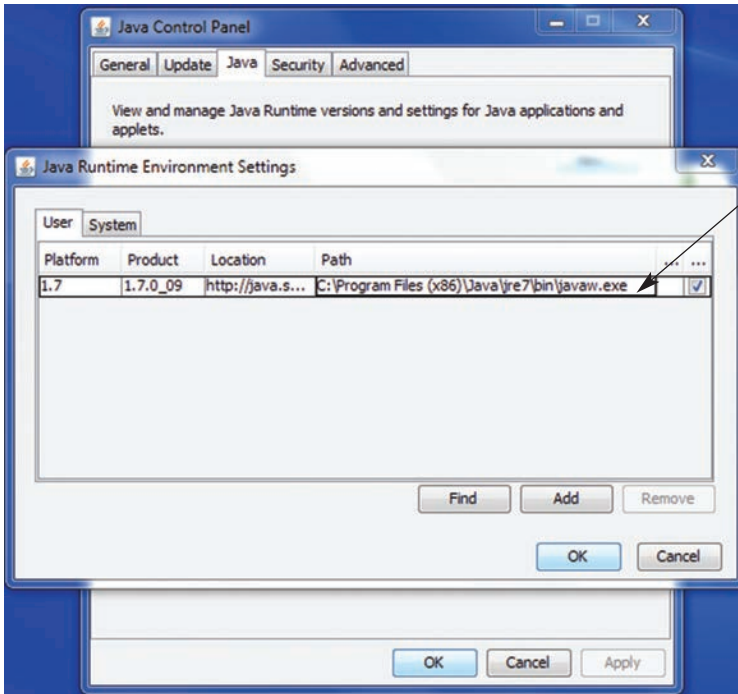 Java Control Panel
General Update Java Security Advanced
View and manage Java Runtime versions and settings for Java applications and
applets.
Java Runtime Environment Settings
User System
Platform Product Location Path ... ...
1.7 1.7.0_09 http://java.s... C:\Program Files (x86)\Java\jre7\bin\javaw.exe
Find Add Remove
OK Cancel
OK Cancel Apply